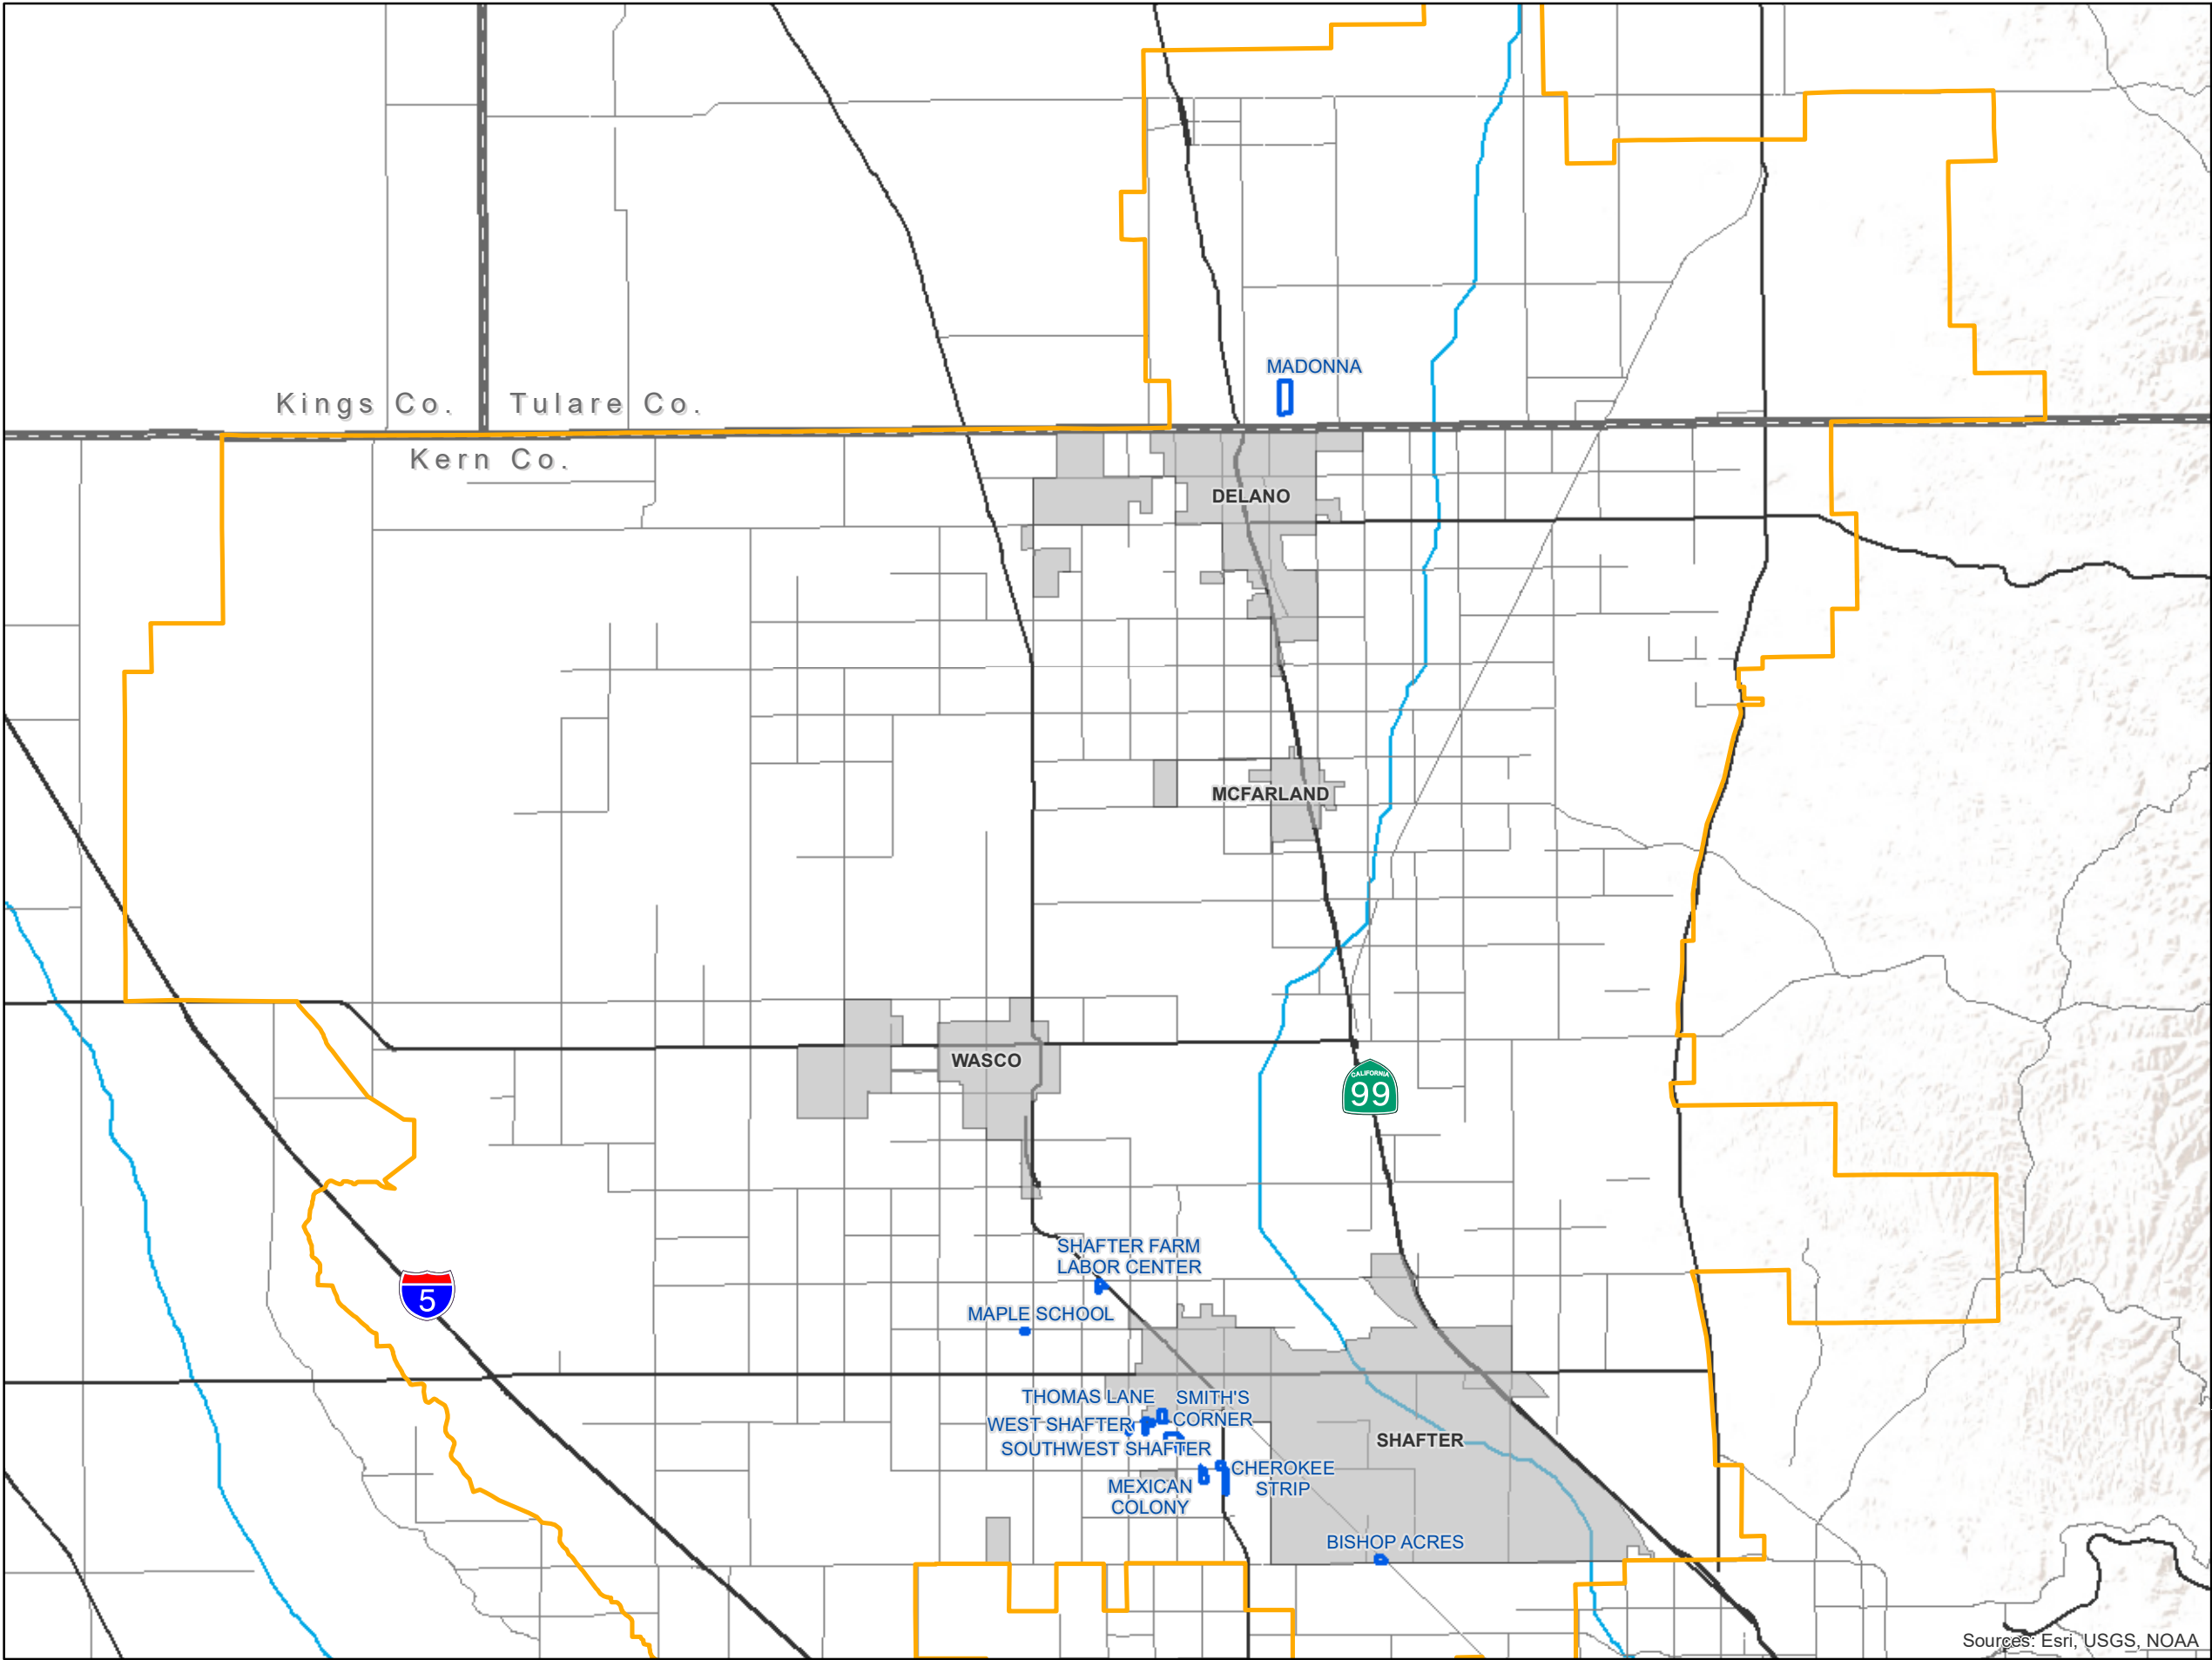 MADONNA
Kings Co.
Tulare Co.
Kern Co.
DELANO
MCFARLAND
WASCO
CALIFORNIA
99
SHAFTER FARM
LABOR CENTER
5
MAPLE SCHOOL
THOMAS LANE
SMITH'S
CORNER
WEST SHAFTER
SOUTHWEST SHAFTER
SHAFTER
CHEROKEE
STRIP
MEXICAN
COLONY
BISHOP ACRES
Sources: Esri, USGS, NOAA